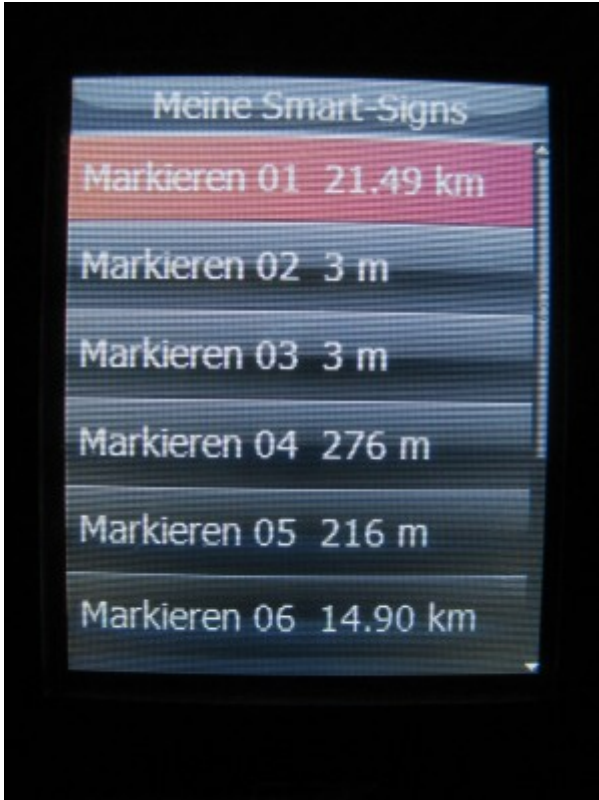 Meine Smart-Signs
Markieren 01 21.49 km
Markieren 02 3 m
Markieren 03 3 m
Markieren 04 276 m
Markieren 05 216 m
Markieren 06 14.90 km